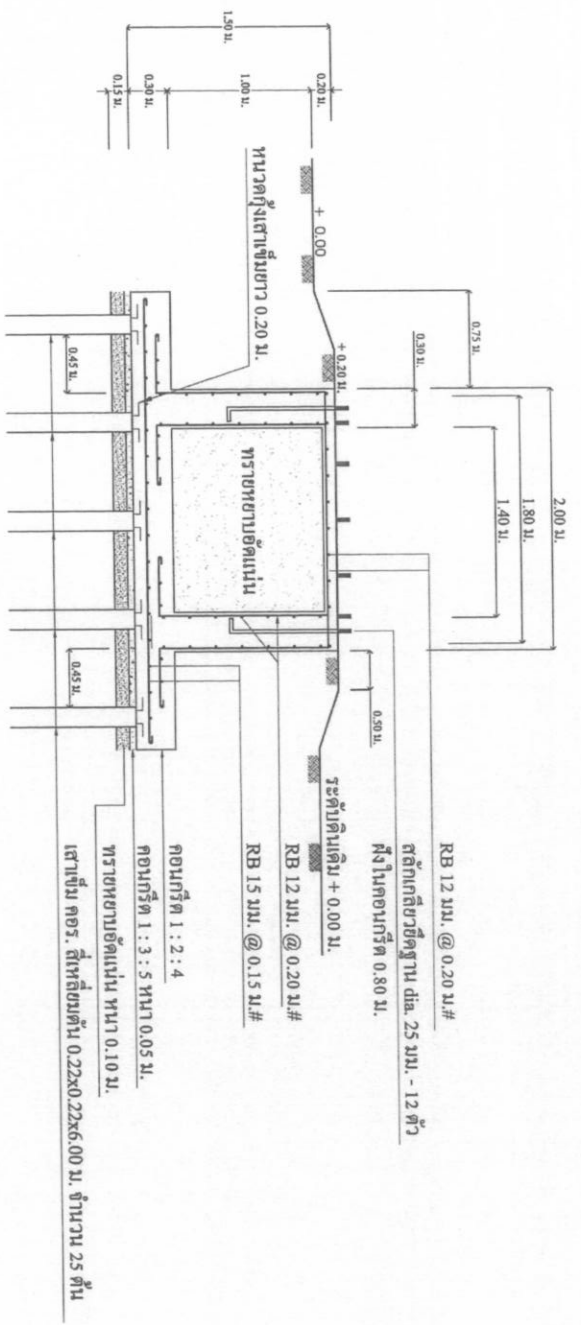 2.00 ม.
1.80 ม.
1.40 ม.
0.75 ม.
0.30 ม.
0.50 ม.
+ 0.00
+ 0.20 ม.
ระดับดินเดิม + 0.00 ม.
0.20 ม.
1.00 ม.
0.30 ม.
0.15 ม.
1.50 ม.
ทรายหยาบอัดแน่น
หนวดกุ้งเสาเข็มยาว 0.20 ม.
0.45 ม.
0.45 ม.
RB 12 มม. @ 0.20 ม.#
สลักเกลียวยึดฐาน dia. 25 มม. - 12 ตัว
ฝังในคอนกรีต 0.80 ม.
RB 12 มม. @ 0.20 ม.#
RB 15 มม. @ 0.15 ม.#
คอนกรีต 1 : 2 : 4
คอนกรีต 1 : 3 : 5 หนา 0.05 ม.
ทรายหยาบอัดแน่น หนา 0.10 ม.
เสาเข็ม คอร. สี่เหลี่ยมตัน 0.22x0.22x6.00 ม. จำนวน 25 ต้น